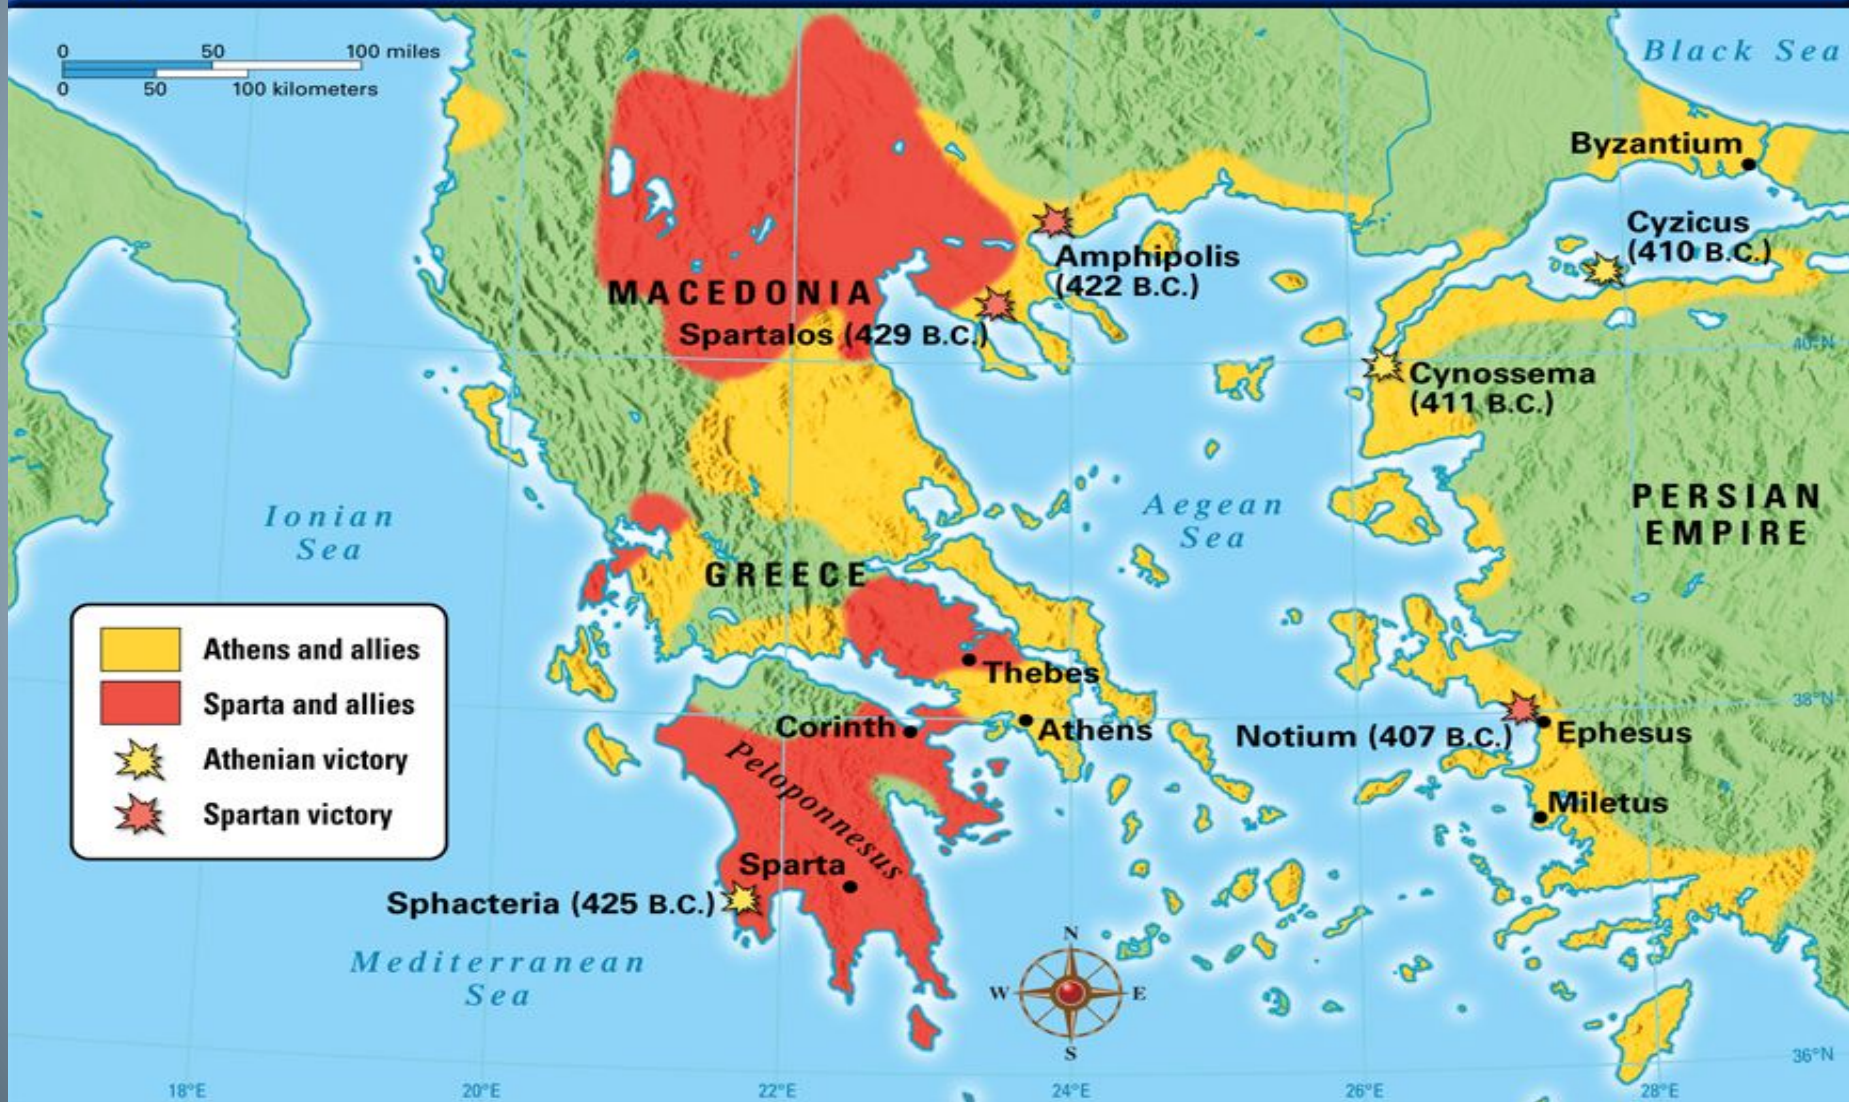 0 50 100 miles
0 50 100 kilometers
Black Sea
Byzantium
Cyzicus
(410 B.C.)
Amphipolis
(422 B.C.)
MACEDONIA
Spartalos (429 B.C.)
40°N
Cynossema
(411 B.C.)
Ionian
Sea
Aegean
Sea
PERSIAN
EMPIRE
GREECE
Athens and allies
Sparta and allies
Athenian victory
Spartan victory
Thebes
Corinth
Athens
38°N
Notium (407 B.C.)
Ephesus
Peloponnesus
Miletus
Sparta
Sphacteria (425 B.C.)
Mediterranean
Sea
N
W E
S
36°N
18°E 20°E 22°E 24°E 26°E 28°E